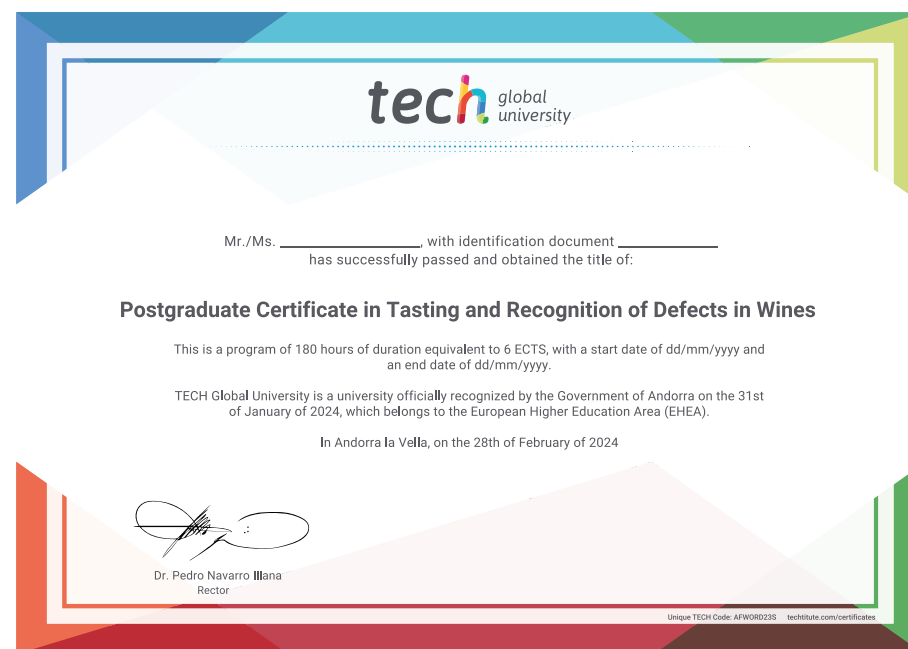 tech global
university
Mr./Ms. ____________, with identification document ____________
has successfully passed and obtained the title of:
Postgraduate Certificate in Tasting and Recognition of Defects in Wines
This is a program of 180 hours of duration equivalent to 6 ECTS, with a start date of dd/mm/yyyy and
an end date of dd/mm/yyyy.
TECH Global University is a university officially recognized by the Government of Andorra on the 31st
of January of 2024, which belongs to the European Higher Education Area (EHEA).
In Andorra la Vella, on the 28th of February of 2024
Dr. Pedro Navarro Illana
Rector
Unique TECH Code: AFWORD23S techtitute.com/certificates